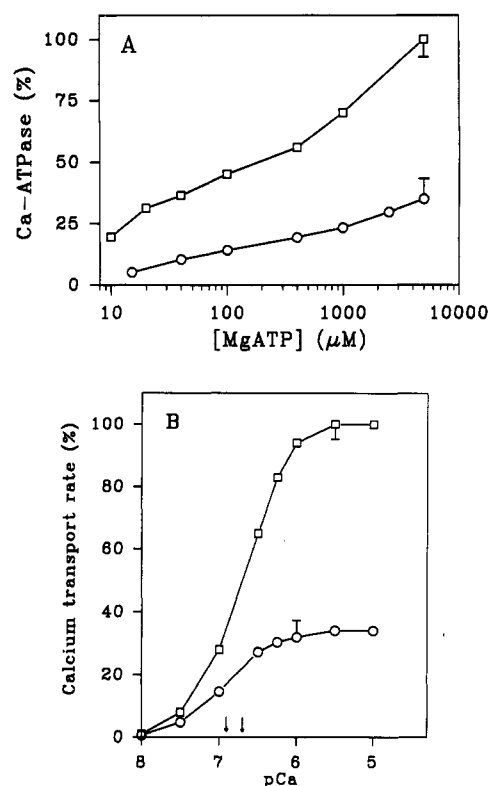 A
Ca-ATPase (%)
100
75
50
25
0
10 100 1000 10000
[MgATP] (μM)
B
Calcium transport rate (%)
100
80
60
40
20
0
8 7 6 5
pCa